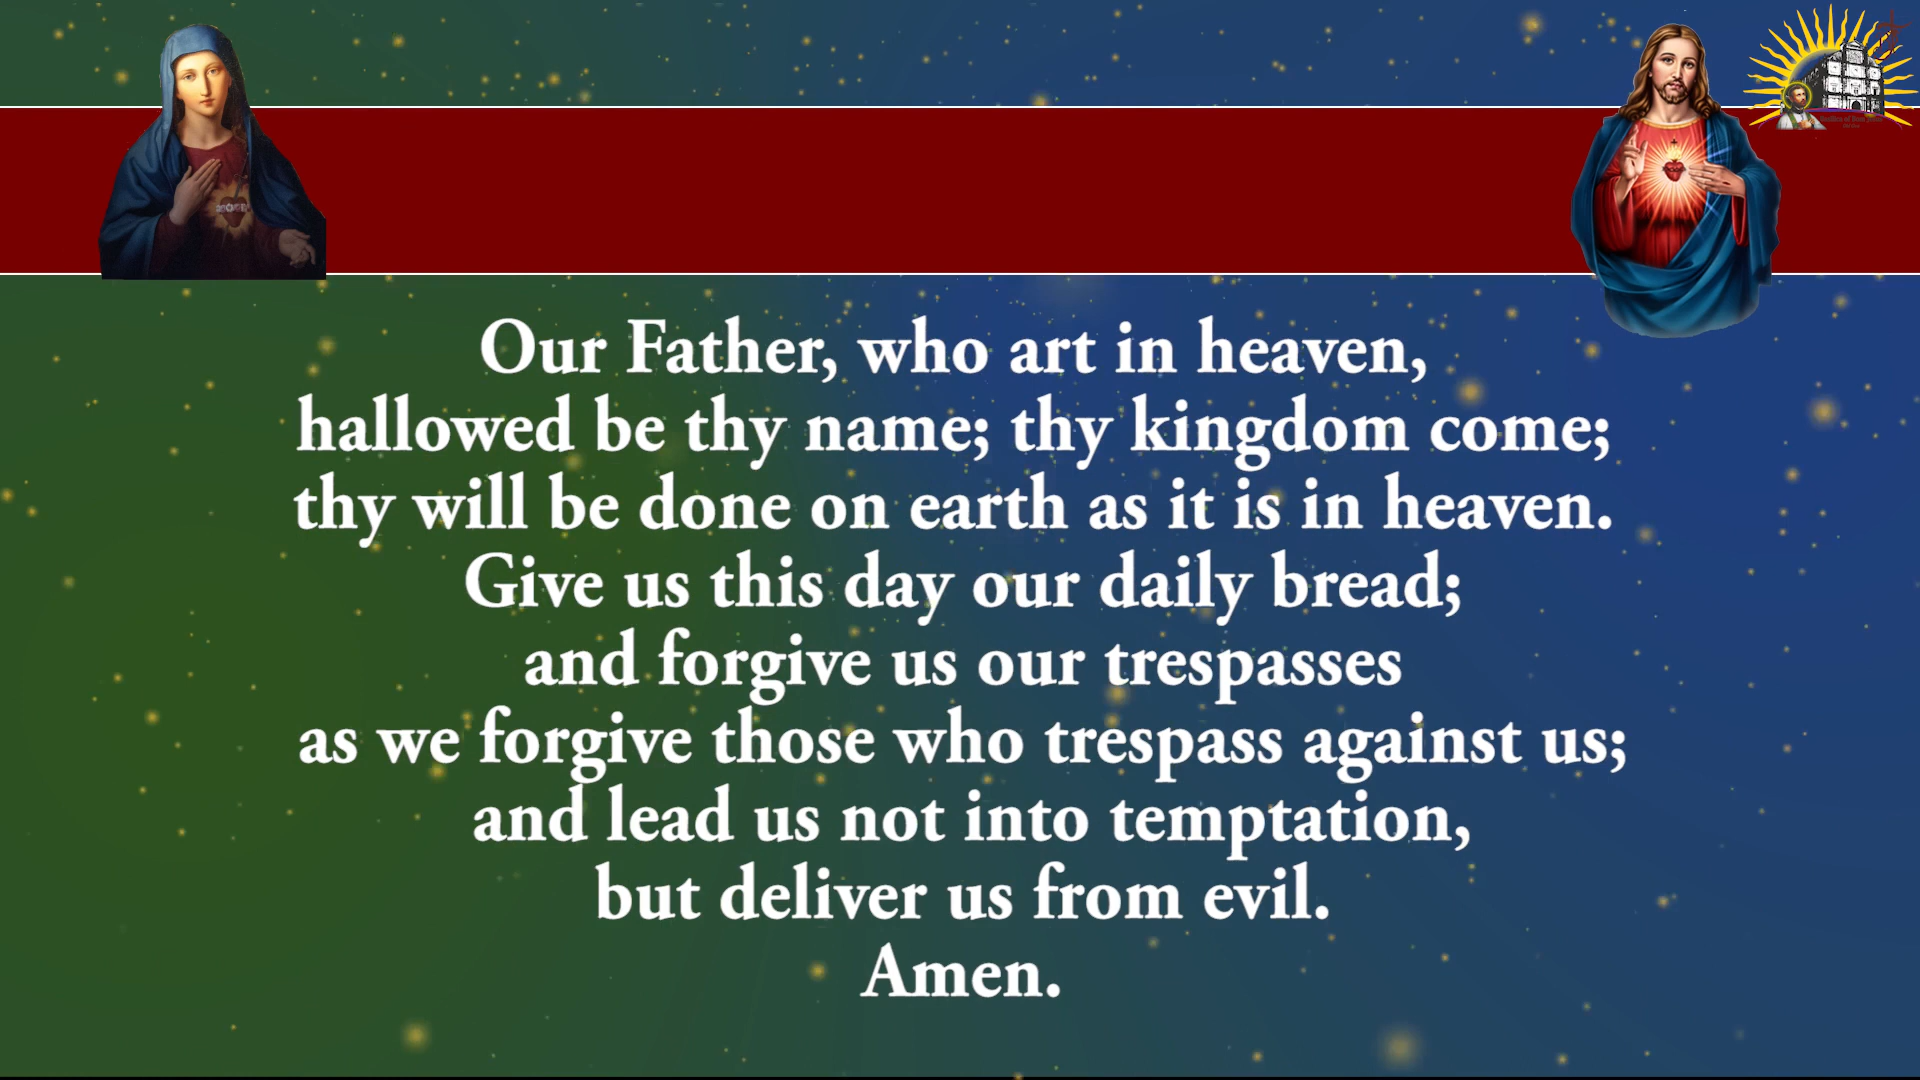 Our Father, who art in heaven,
hallowed be thy name; thy kingdom come;
thy will be done on earth as it is in heaven.
Give us this day our daily bread;
and forgive us our trespasses
as we forgive those who trespass against us;
and lead us not into temptation,
but deliver us from evil.
Amen.